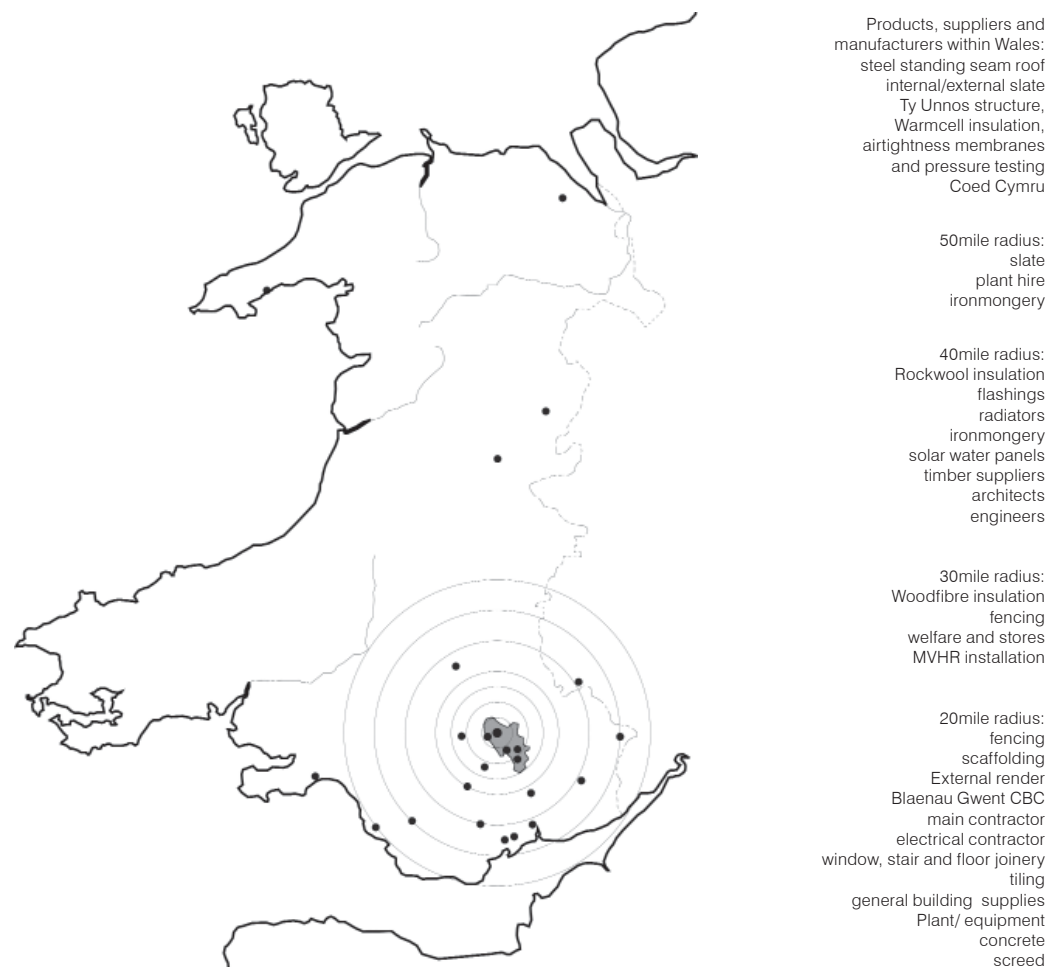 Products, suppliers and
manufacturers within Wales:
steel standing seam roof
internal/external slate
Ty Unnos structure,
Warmcell insulation,
airtightness membranes
and pressure testing
Coed Cymru
50mile radius:
slate
plant hire
ironmongery
40mile radius:
Rockwool insulation
flashings
radiators
ironmongery
solar water panels
timber suppliers
architects
engineers
30mile radius:
Woodfibre insulation
fencing
welfare and stores
MVHR installation
20mile radius:
fencing
scaffolding
External render
Blaenau Gwent CBC
main contractor
electrical contractor
window, stair and floor joinery
tiling
general building  supplies
Plant/ equipment
concrete
screed